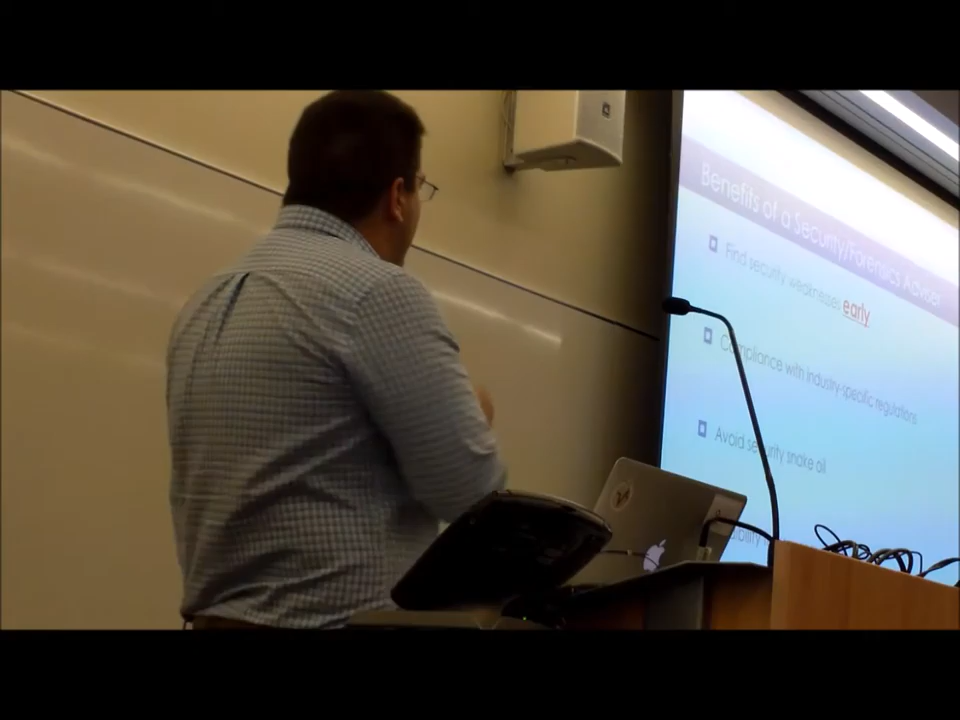 Benefits of a Security/Forensics Adviser
Find security weaknesses early
Compliance with industry-specific regulations
Avoid security snake oil